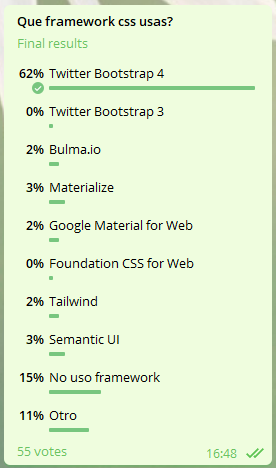 Que framework css usas?
Final results
62% Twitter Bootstrap 4
0% Twitter Bootstrap 3
2% Bulma.io
3% Materialize
2% Google Material for Web
0% Foundation CSS for Web
2% Tailwind
3% Semantic UI
15% No uso framework
11% Otro
55 votes 16:48